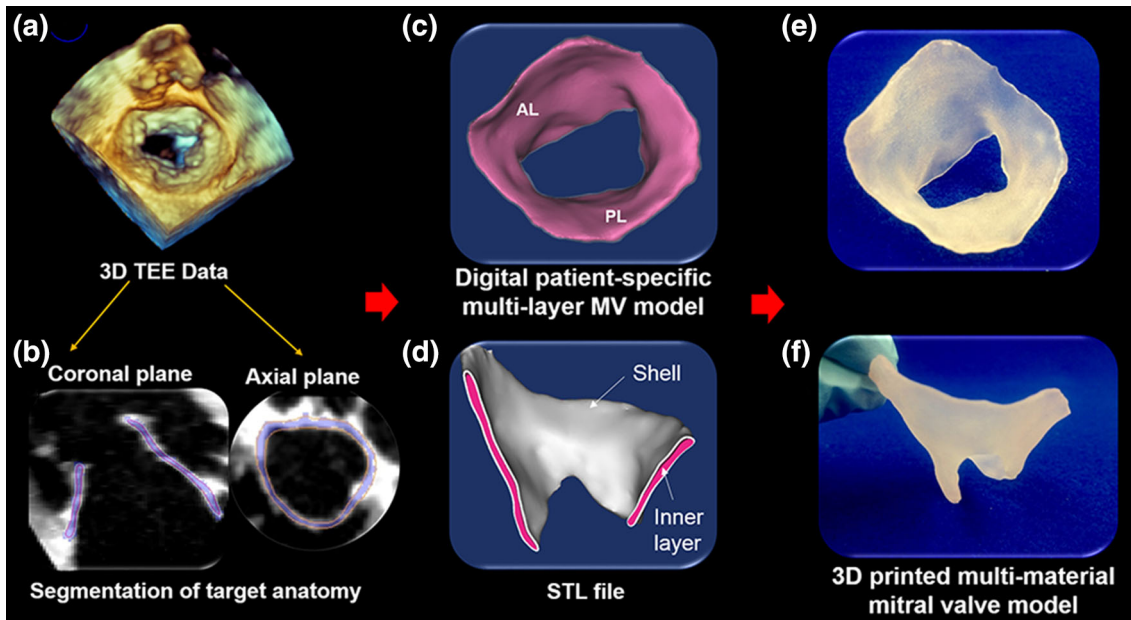 (a)
3D TEE Data
(b)
Coronal plane
Axial plane
Segmentation of target anatomy
(c)
AL
PL
Digital patient-specific
multi-layer MV model
(d)
Shell
Inner
layer
STL file
(e)
(f)
3D printed multi-material
mitral valve model